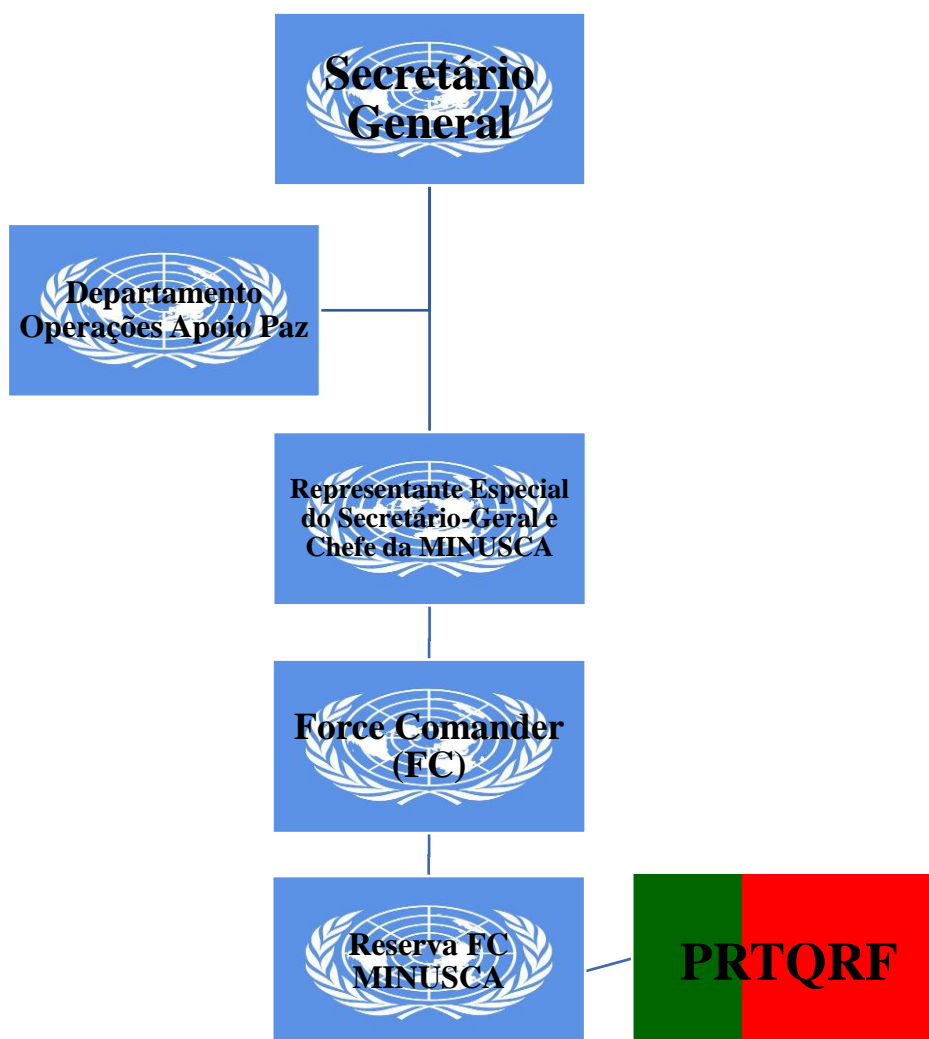 Secretário
General
Departamento
Operações Apoio Paz
Representante Especial
do Secretário-Geral e
Chefe da MINUSCA
Force Comander
(FC)
Reserva FC
MINUSCA
PRTQRF